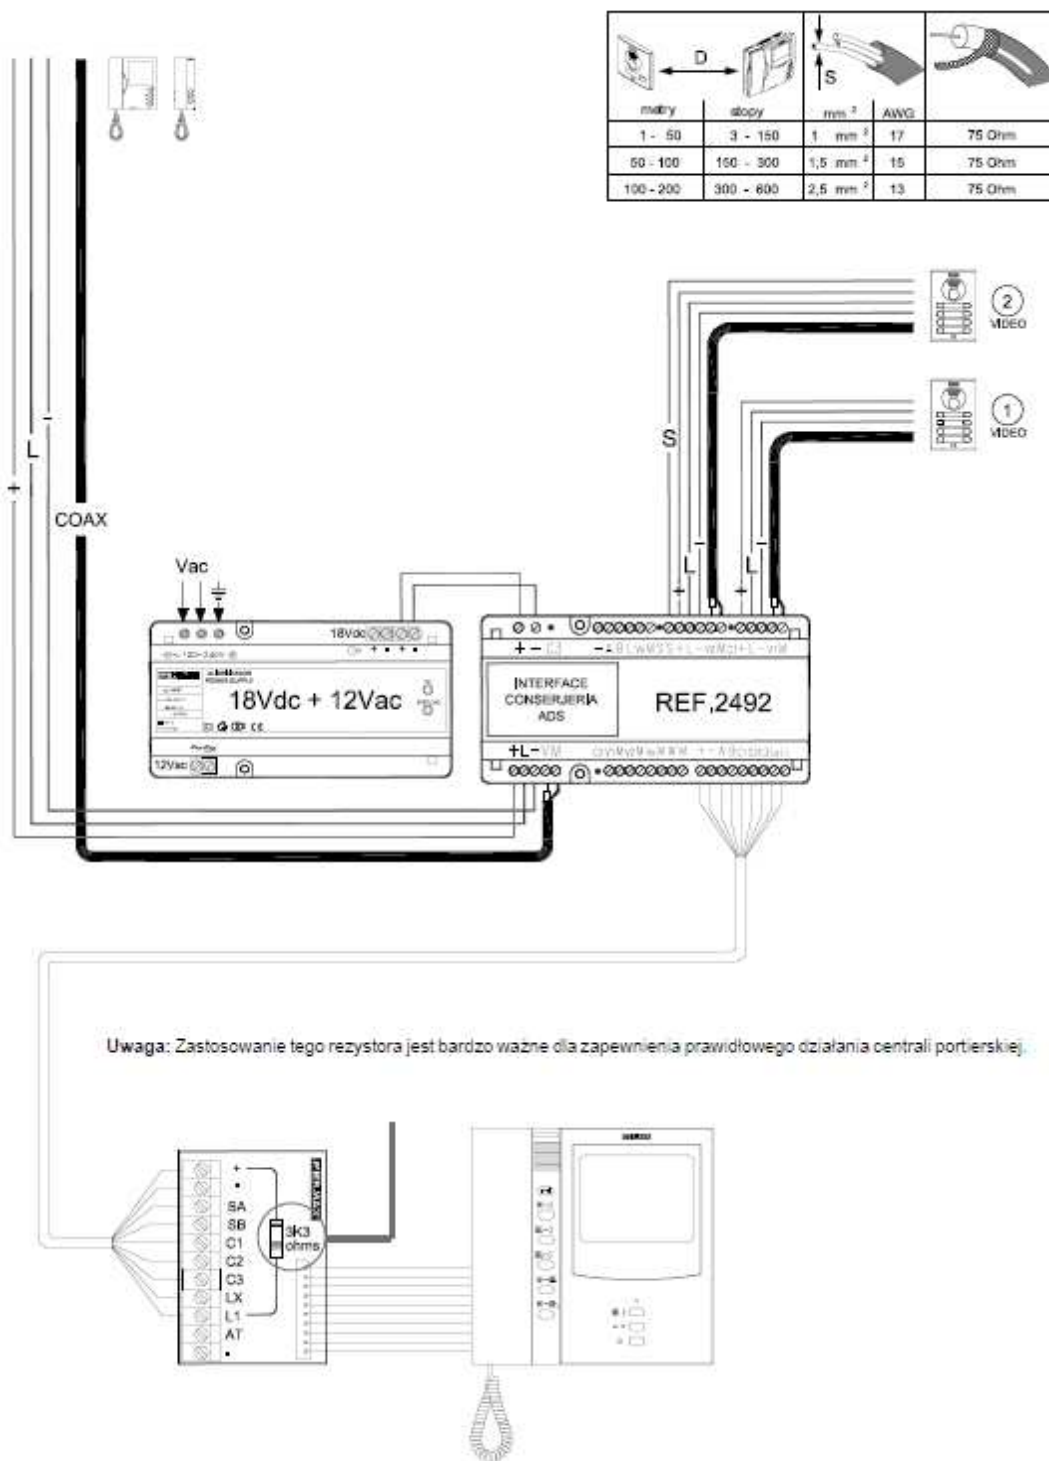 D
S
metry stopy mm ² AWG
1 - 50 3 - 150 1 mm ² 17 75 Ohm
50 - 100 150 - 300 1,5 mm ² 15 75 Ohm
100 - 200 300 - 600 2,5 mm ² 13 75 Ohm
2
VIDEO
1
VIDEO
S
-
L
+
-
L
+
-
L
+
COAX
Vac
18Vdc
+ -
18Vdc + 12Vac
12Vac
INTERFACE
CONSERJERÍA
ADS
REF,2492
+L-VM
Uwaga: Zastosowanie tego rezystora jest bardzo ważne dla zapewnienia prawidłowego działania centrali portierskiej.
+
SA
SB
C1
C2
C3
LX
L1
AT
3K3
ohms